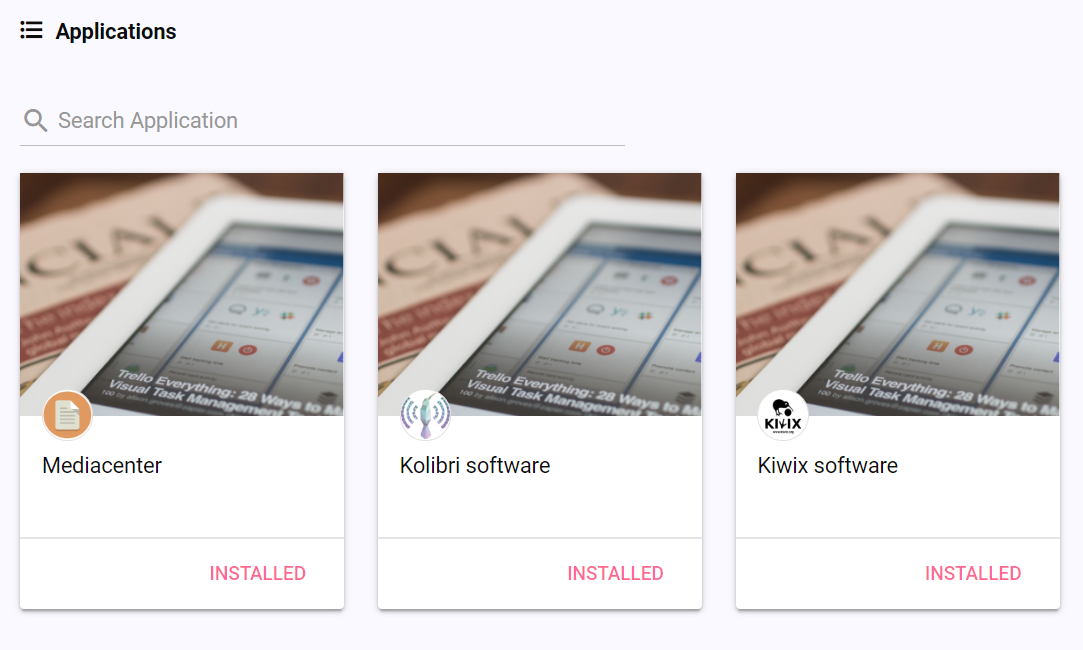 Applications
Search Application
CIAL
Trello Everything: 28 Ways to M
Visual Task Management
CIAL
Trello Everything: 28 Ways to M
Visual Task Management
CIAL
Trello Everything: 28 Ways to M
Visual Task Management
KIWIX
Mediacenter
Kolibri software
Kiwix software
INSTALLED
INSTALLED
INSTALLED